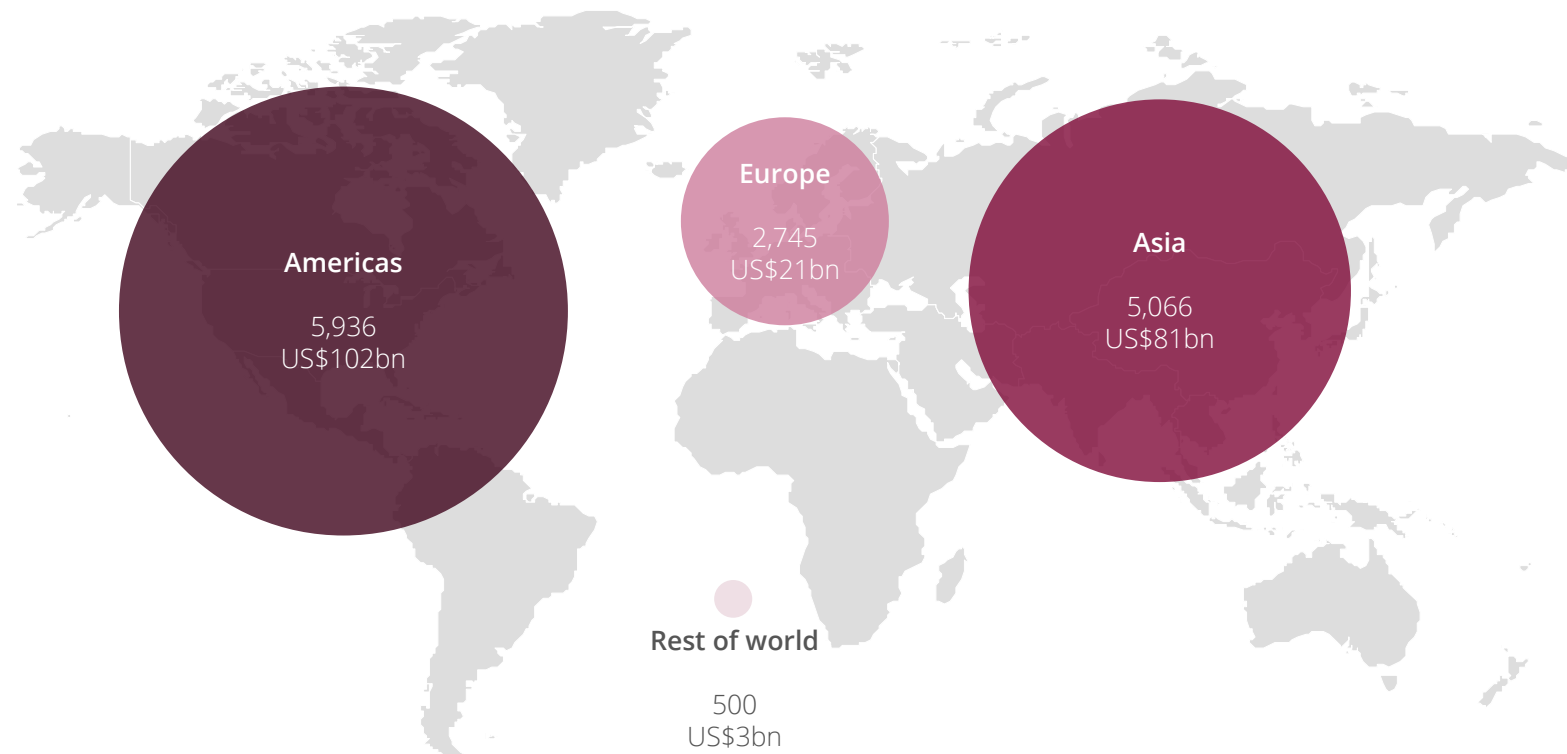 Americas
5,936
US$102bn
Europe
2,745
US$21bn
Asia
5,066
US$81bn
Rest of world
500
US$3bn